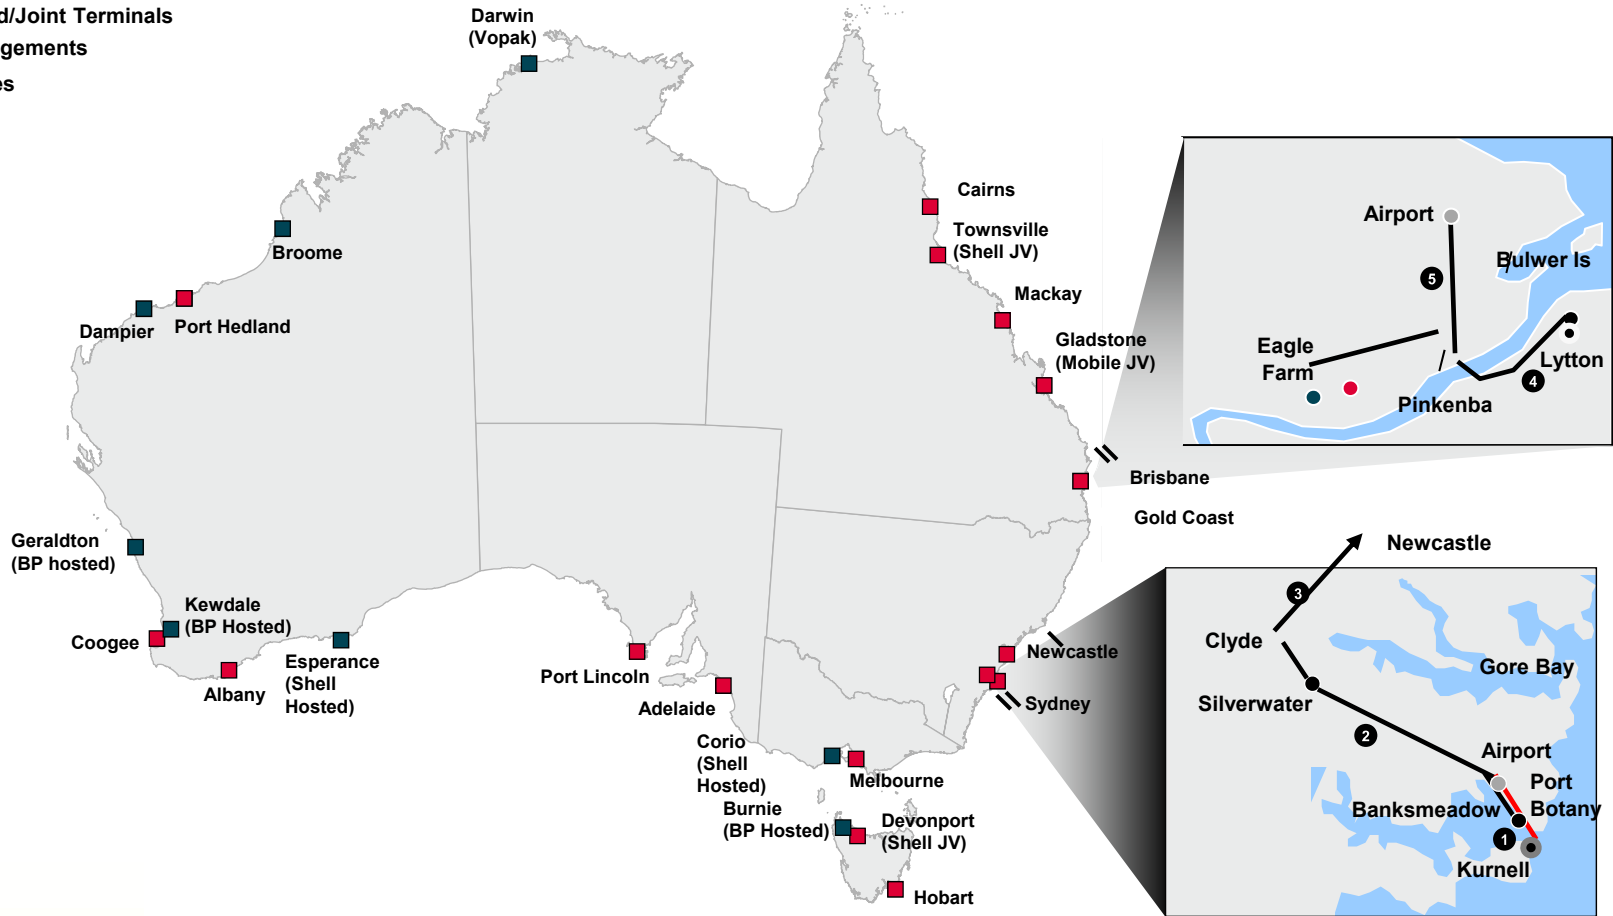 d/Joint Terminals
gements
es
Darwin
(Vopak)
Broome
Dampier
Port Hedland
Geraldton
(BP hosted)
Kewdale
(BP Hosted)
Coogee
Albany
Esperance
(Shell
Hosted)
Port Lincoln
Adelaide
Corio
(Shell
Hosted)
Melbourne
Burnie
(BP Hosted)
Devonport
(Shell JV)
Hobart
Cairns
Townsville
(Shell JV)
Mackay
Gladstone
(Mobile JV)
Brisbane
Gold Coast
Newcastle
Sydney
Airport
Bulwer Is
5
Eagle
Farm
Lytton
4
Pinkenba
Newcastle
3
Clyde
Gore Bay
Silverwater
2
Airport
Port
Botany
Banksmeadow
1
Kurnell